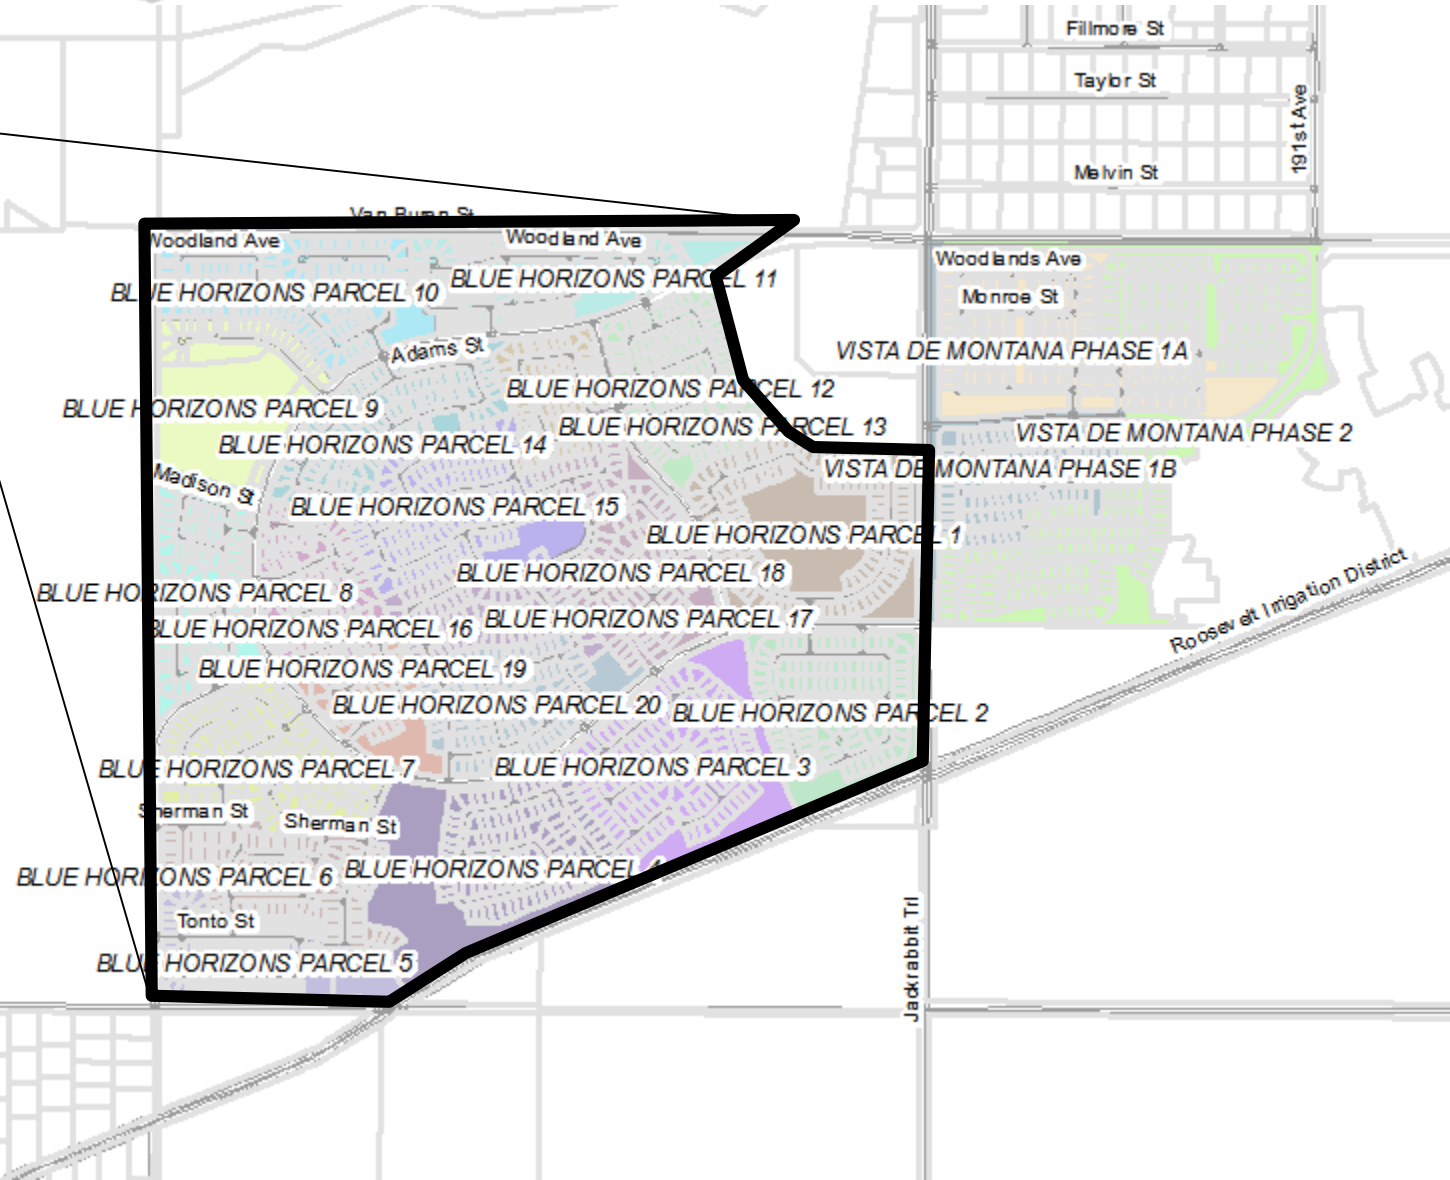 Fillmore St
Taylor St
191st Ave
Melvin St
Van Buren St
Woodland Ave
Woodland Ave
Woodlands Ave
BLUE HORIZONS PARCEL 11
BLUE HORIZONS PARCEL 10
Monroe St
Adams St
VISTA DE MONTANA PHASE 1A
BLUE HORIZONS PARCEL 12
BLUE HORIZONS PARCEL 9
BLUE HORIZONS PARCEL 13
VISTA DE MONTANA PHASE 2
BLUE HORIZONS PARCEL 14
VISTA DE MONTANA PHASE 1B
Madison St
BLUE HORIZONS PARCEL 15
BLUE HORIZONS PARCEL 1
BLUE HORIZONS PARCEL 18
BLUE HORIZONS PARCEL 8
Roosevelt Irrigation District
BLUE HORIZONS PARCEL 17
BLUE HORIZONS PARCEL 16
BLUE HORIZONS PARCEL 19
BLUE HORIZONS PARCEL 20
BLUE HORIZONS PARCEL 2
BLUE HORIZONS PARCEL 7
BLUE HORIZONS PARCEL 3
Sherman St
Sherman St
BLUE HORIZONS PARCEL 4
BLUE HORIZONS PARCEL 6
Tonto St
Jackrabbit Trl
BLUE HORIZONS PARCEL 5